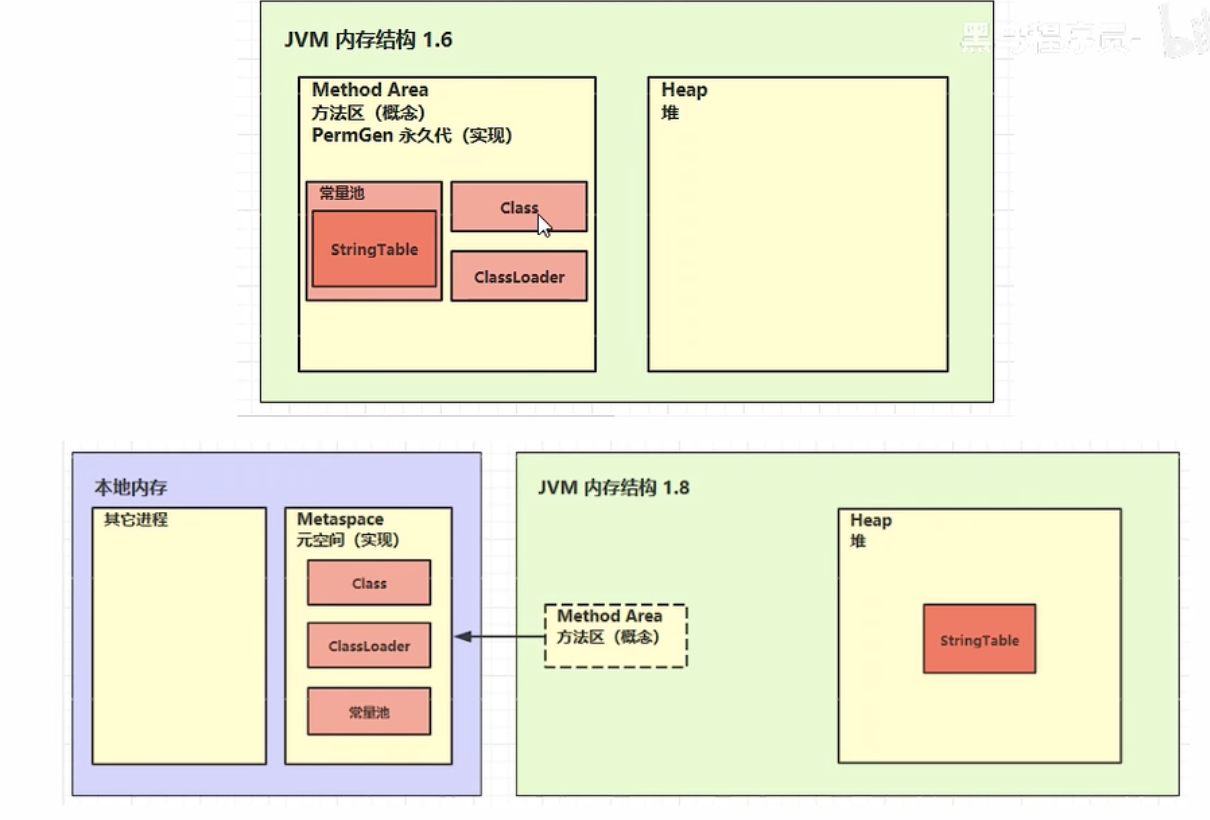 JVM 内存结构 1.6
Method Area
方法区（概念）
PermGen 永久代（实现）
常量池
StringTable
Class
ClassLoader
Heap
堆
本地内存
其它进程
Metaspace
元空间（实现）
Class
ClassLoader
常量池
JVM 内存结构 1.8
Method Area
方法区（概念）
Heap
堆
StringTable